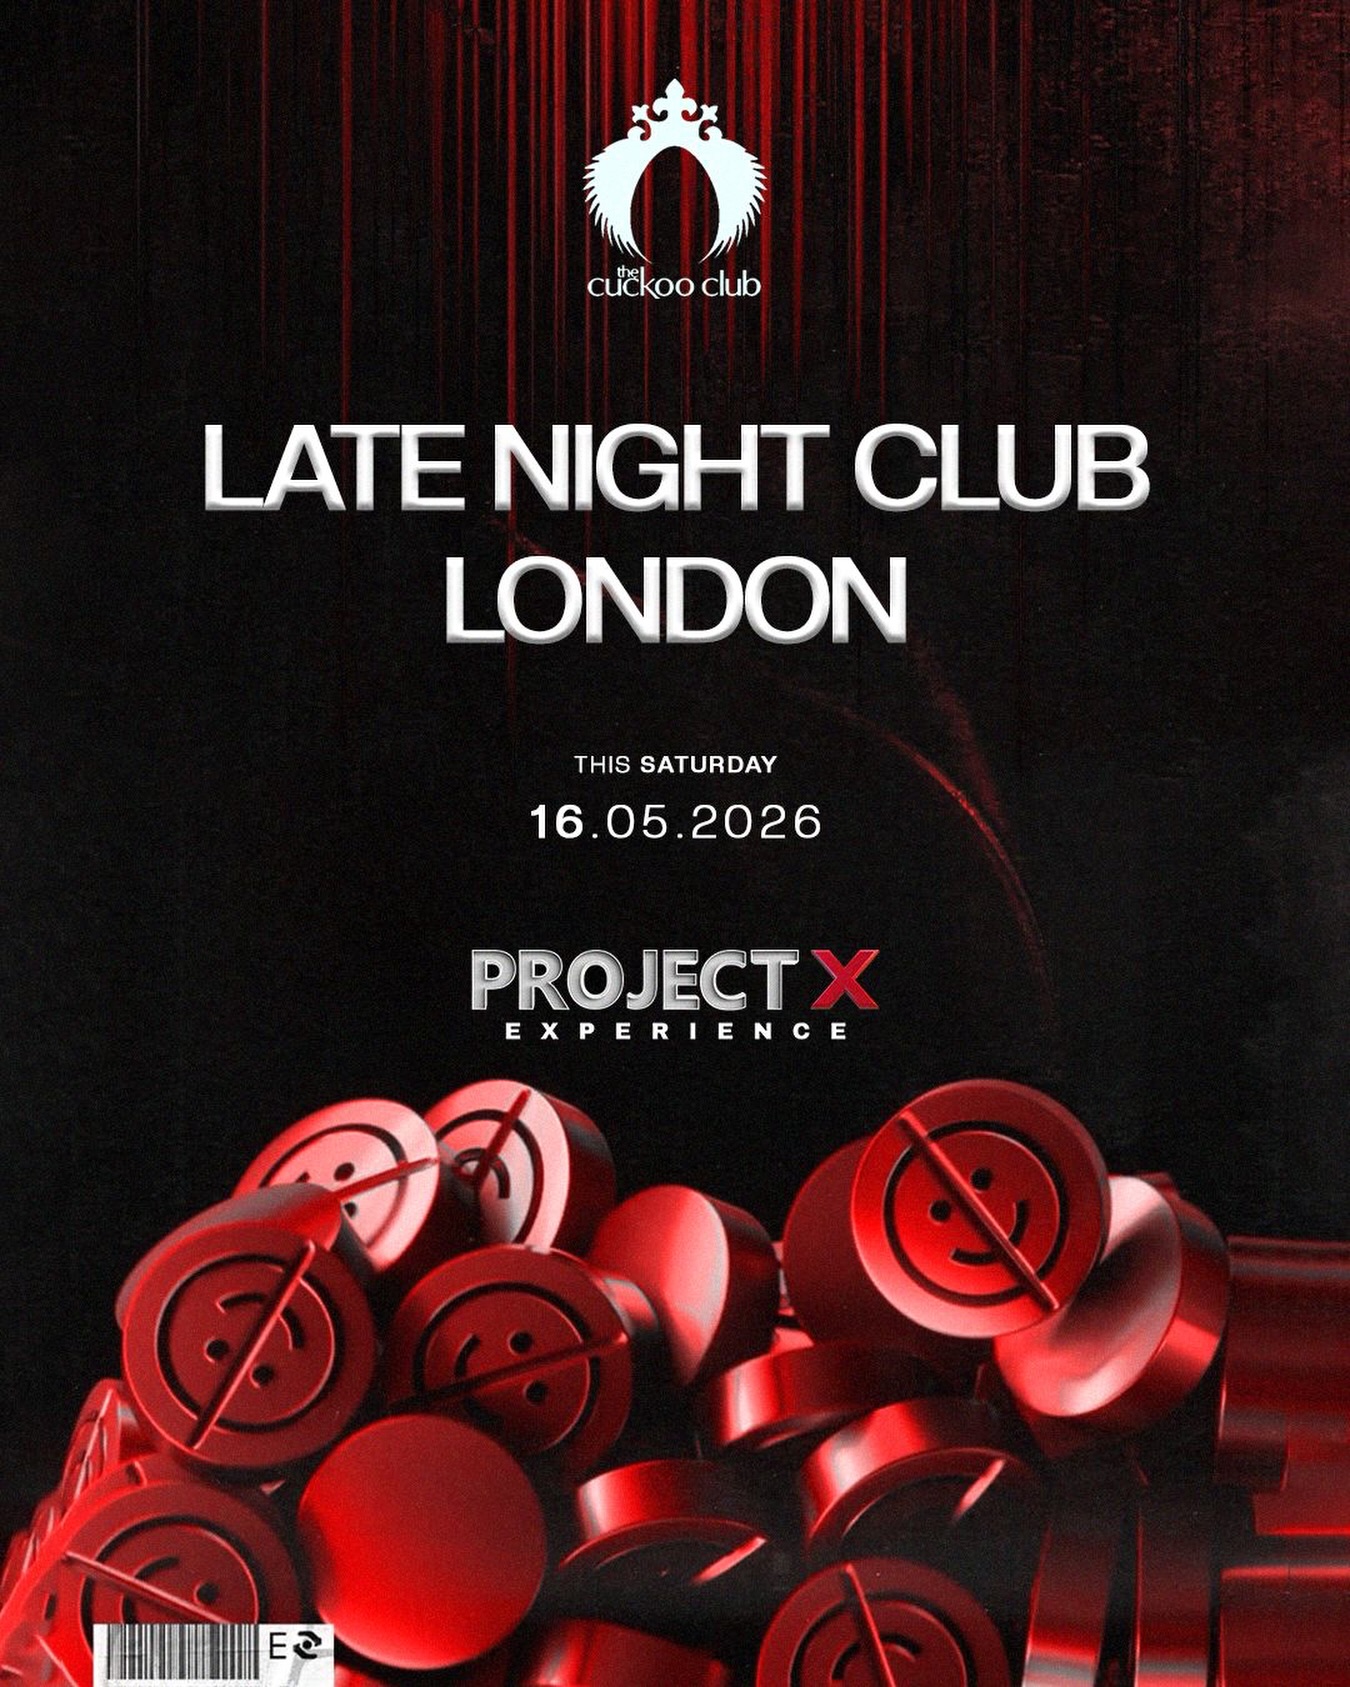 the
cuckoo club
LATE NIGHT CLUB
LONDON
THIS SATURDAY
16.05.2026
PROJECT X
EXPERIENCE
E